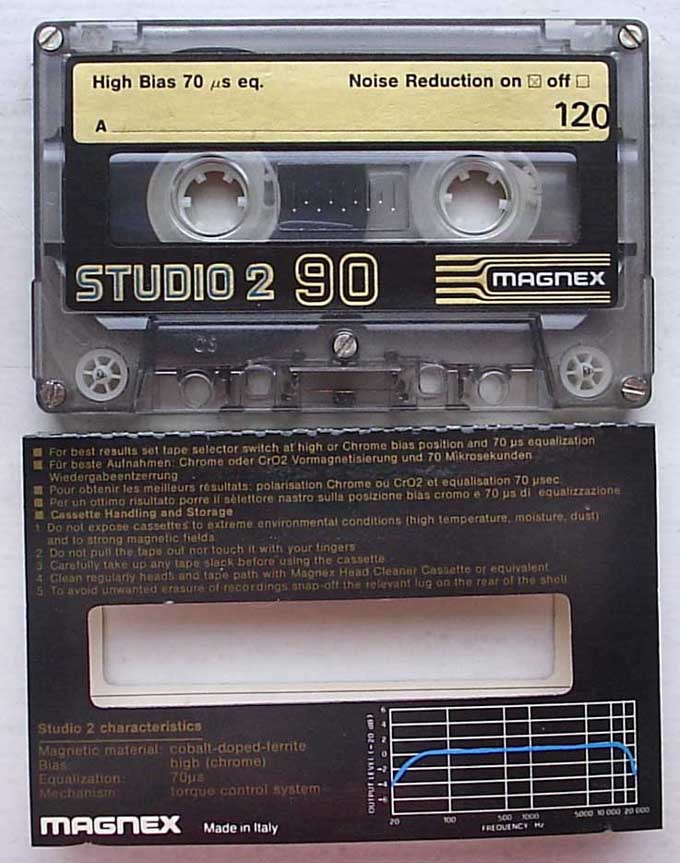 High Bias 70 μs eq.
Noise Reduction on ☒ off ☐
A
120
STUDIO 2 90
MAGNEX
■ For best results set tape selector switch at high or Chrome bias position and 70 μs equalization
■ Für beste Aufnahmen: Chrome oder CrO2 Vormagnetisierung und 70 Mikrosekunden
Wiedergabeentzerrung
■ Pour obtenir les meilleurs résultats: polarisation Chrome ou CrO2 et equalisation 70 μsec
■ Per un ottimo risultato porre il selettore nastro sulla posizione bias cromo e 70 μs di equalizzazione
■ Cassette Handling and Storage
1 Do not expose cassettes to extreme environmental conditions (high temperature, moisture, dust)
and to strong magnetic fields
2. Do not pull the tape out nor touch it with your fingers
3. Carefully take up any tape slack before using the cassette
4. Clean regularly heads and tape path with Magnex Head Cleaner Cassette or equivalent
5. To avoid unwanted erasure of recordings snap-off the relevant lug on the rear of the shell
Studio 2 characteristics
Magnetic material: cobalt-doped-ferrite
Bias: high (chrome)
Equalization: 70μs
Mechanism: torque control system
OUTPUT LEVEL (-20 dB)
6
4
2
0
-2
-4
-6
20 100 500 1000 5000 10 000 20 000
FREQUENCY Hz
MAGNEX Made in Italy